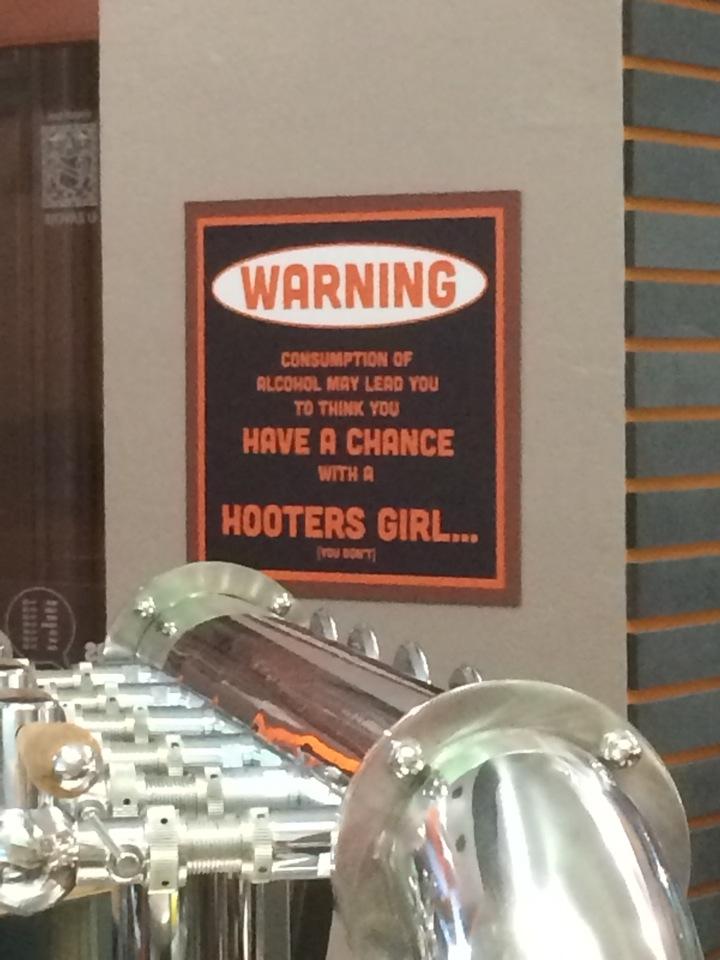 WARNING
CONSUMPTION OF
ALCOHOL MAY LEAD YOU
TO THINK YOU
HAVE A CHANCE
WITH A
HOOTERS GIRL...
(YOU DON'T)